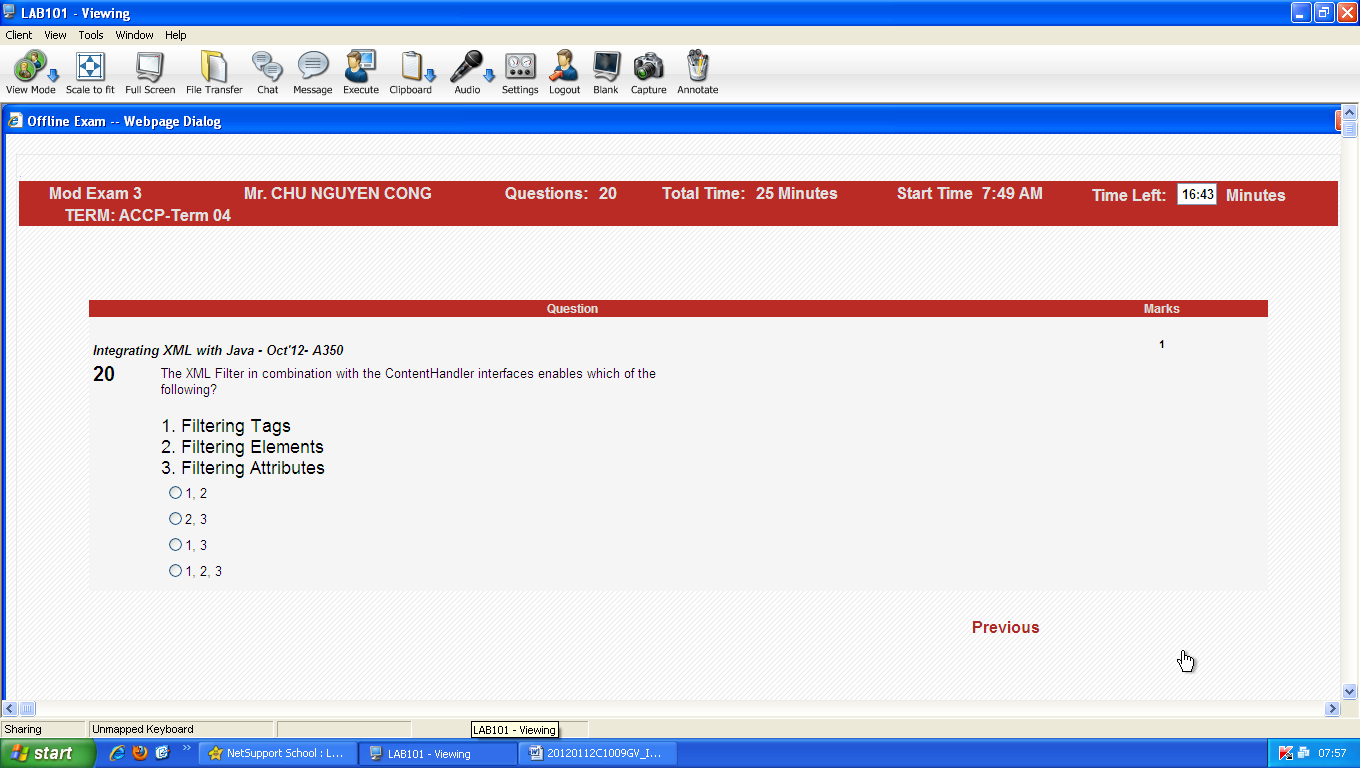 LAB101 - Viewing
Client View Tools Window Help
View Mode Scale to fit Full Screen File Transfer Chat Message Execute Clipboard Audio Settings Logout Blank Capture Annotate
Offline Exam -- Webpage Dialog
Mod Exam 3 Mr. CHU NGUYEN CONG Questions: 20 Total Time: 25 Minutes Start Time 7:49 AM Time Left: 16:43 Minutes
TERM: ACCP-Term 04
Question Marks
Integrating XML with Java - Oct'12- A350 1
20 The XML Filter in combination with the ContentHandler interfaces enables which of the
following?
1. Filtering Tags
2. Filtering Elements
3. Filtering Attributes
1, 2
2, 3
1, 3
1, 2, 3
Previous
Sharing Unmapped Keyboard LAB101 - Viewing
start NetSupport School : L... LAB101 - Viewing 20120112C1009GV_I... 07:57